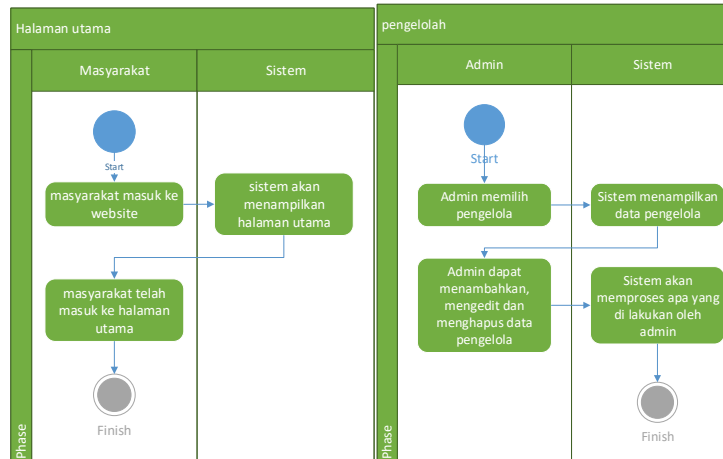 Halaman utama
Masyarakat
Sistem
Phase
Start
masyarakat masuk ke
website
sistem akan
menampilkan
halaman utama
masyarakat telah
masuk ke halaman
utama
Finish
pengelolah
Admin
Sistem
Phase
Start
Admin memilih
pengelola
Sistem menampilkan
data pengelola
Admin dapat
menambahkan,
mengedit dan
menghapus data
pengelola
Sistem akan
memproses apa yang
di lakukan oleh
admin
Finish